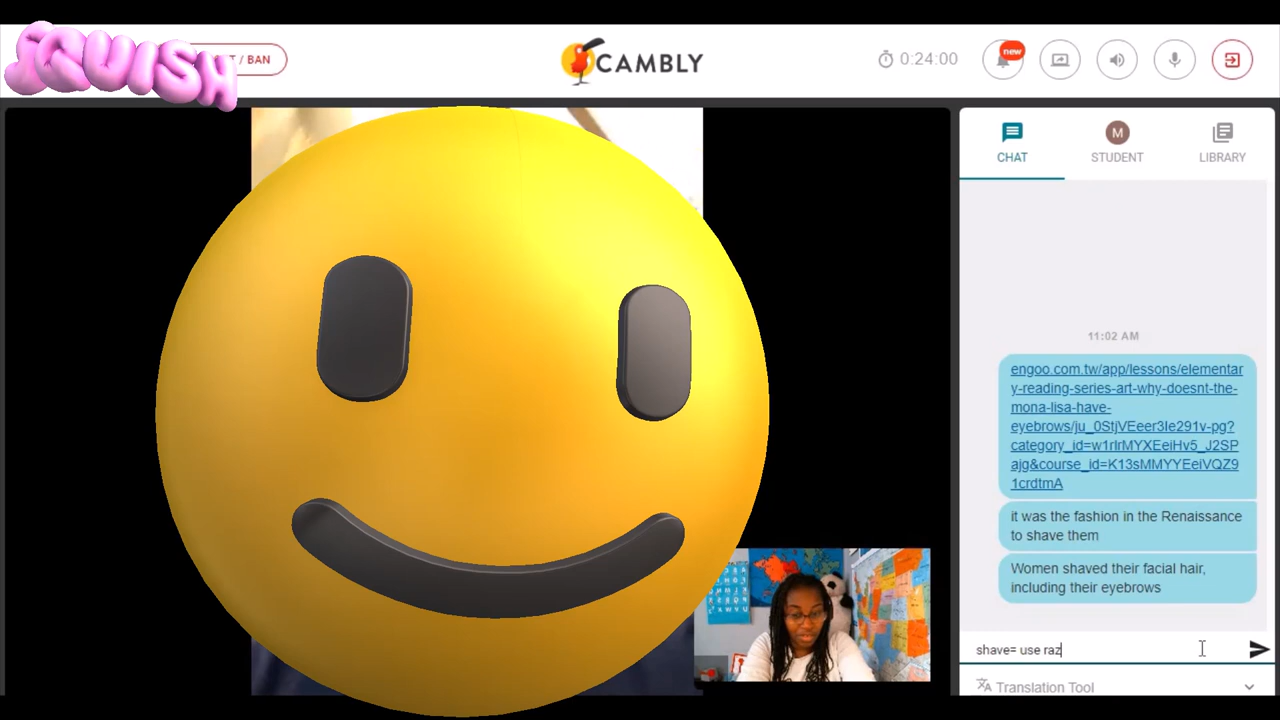 SQUISH
/ BAN
CAMBLY
0:24:00
new
CHAT
M
STUDENT
LIBRARY
11:02 AM
engoo.com.tw/app/lessons/elementar
y-reading-series-art-why-doesnt-the-
mona-lisa-have-
eyebrows/ju_0StjVEeer3Ie291v-pg?
category_id=w1rIrMYXEeiHv5_J2SP
ajg&course_id=K13sMMYYEeiVQZ9
1crdtmA
it was the fashion in the Renaissance
to shave them
Women shaved their facial hair,
including their eyebrows
shave= use raz
Translation Tool